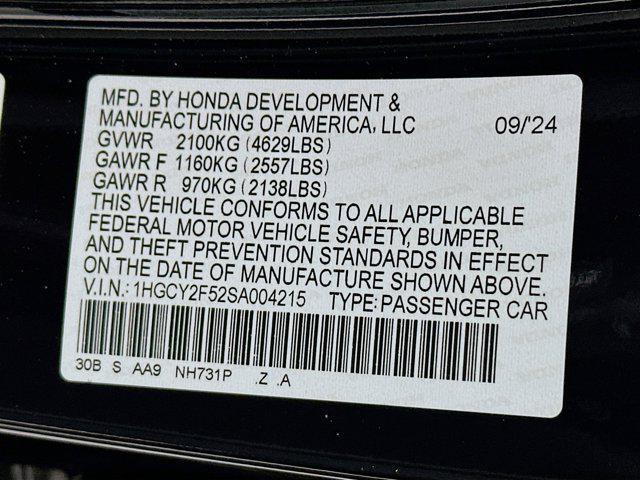 MFD. BY HONDA DEVELOPMENT &
MANUFACTURING OF AMERICA, LLC 09/'24
GVWR 2100KG (4629LBS)
GAWR F 1160KG (2557LBS)
GAWR R 970KG (2138LBS)
THIS VEHICLE CONFORMS TO ALL APPLICABLE
FEDERAL MOTOR VEHICLE SAFETY, BUMPER,
AND THEFT PREVENTION STANDARDS IN EFFECT
ON THE DATE OF MANUFACTURE SHOWN ABOVE.
V.I.N.: 1HGCY2F52SA004215 TYPE: PASSENGER CAR
30B S AA9 NH731P .Z .A